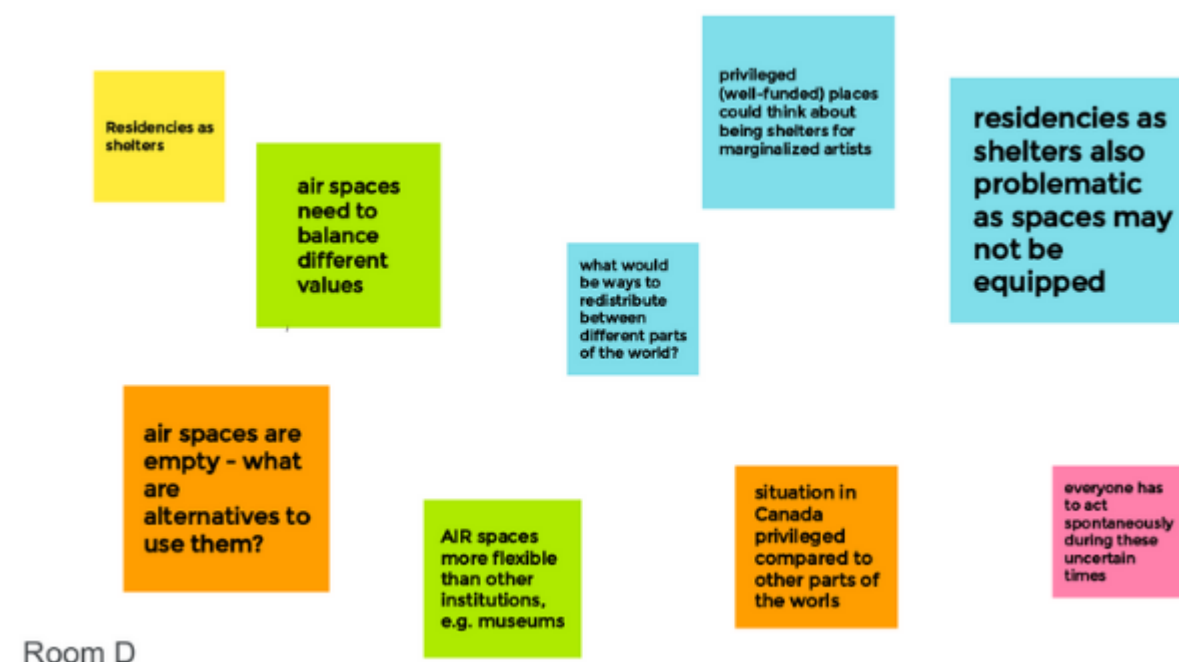 Residencies as
shelters
air spaces
need to
balance
different
values
privileged
(well-funded) places
could think about
being shelters for
marginalized artists
residencies as
shelters also
problematic
as spaces may
not be
equipped
what would
be ways to
redistribute
between
different parts
of the world?
air spaces are
empty - what
are
alternatives to
use them?
AIR spaces
more flexible
than other
institutions,
e.g. museums
situation in
Canada
privileged
compared to
other parts of
the worls
everyone has
to act
spontaneously
during these
uncertain
times
Room D